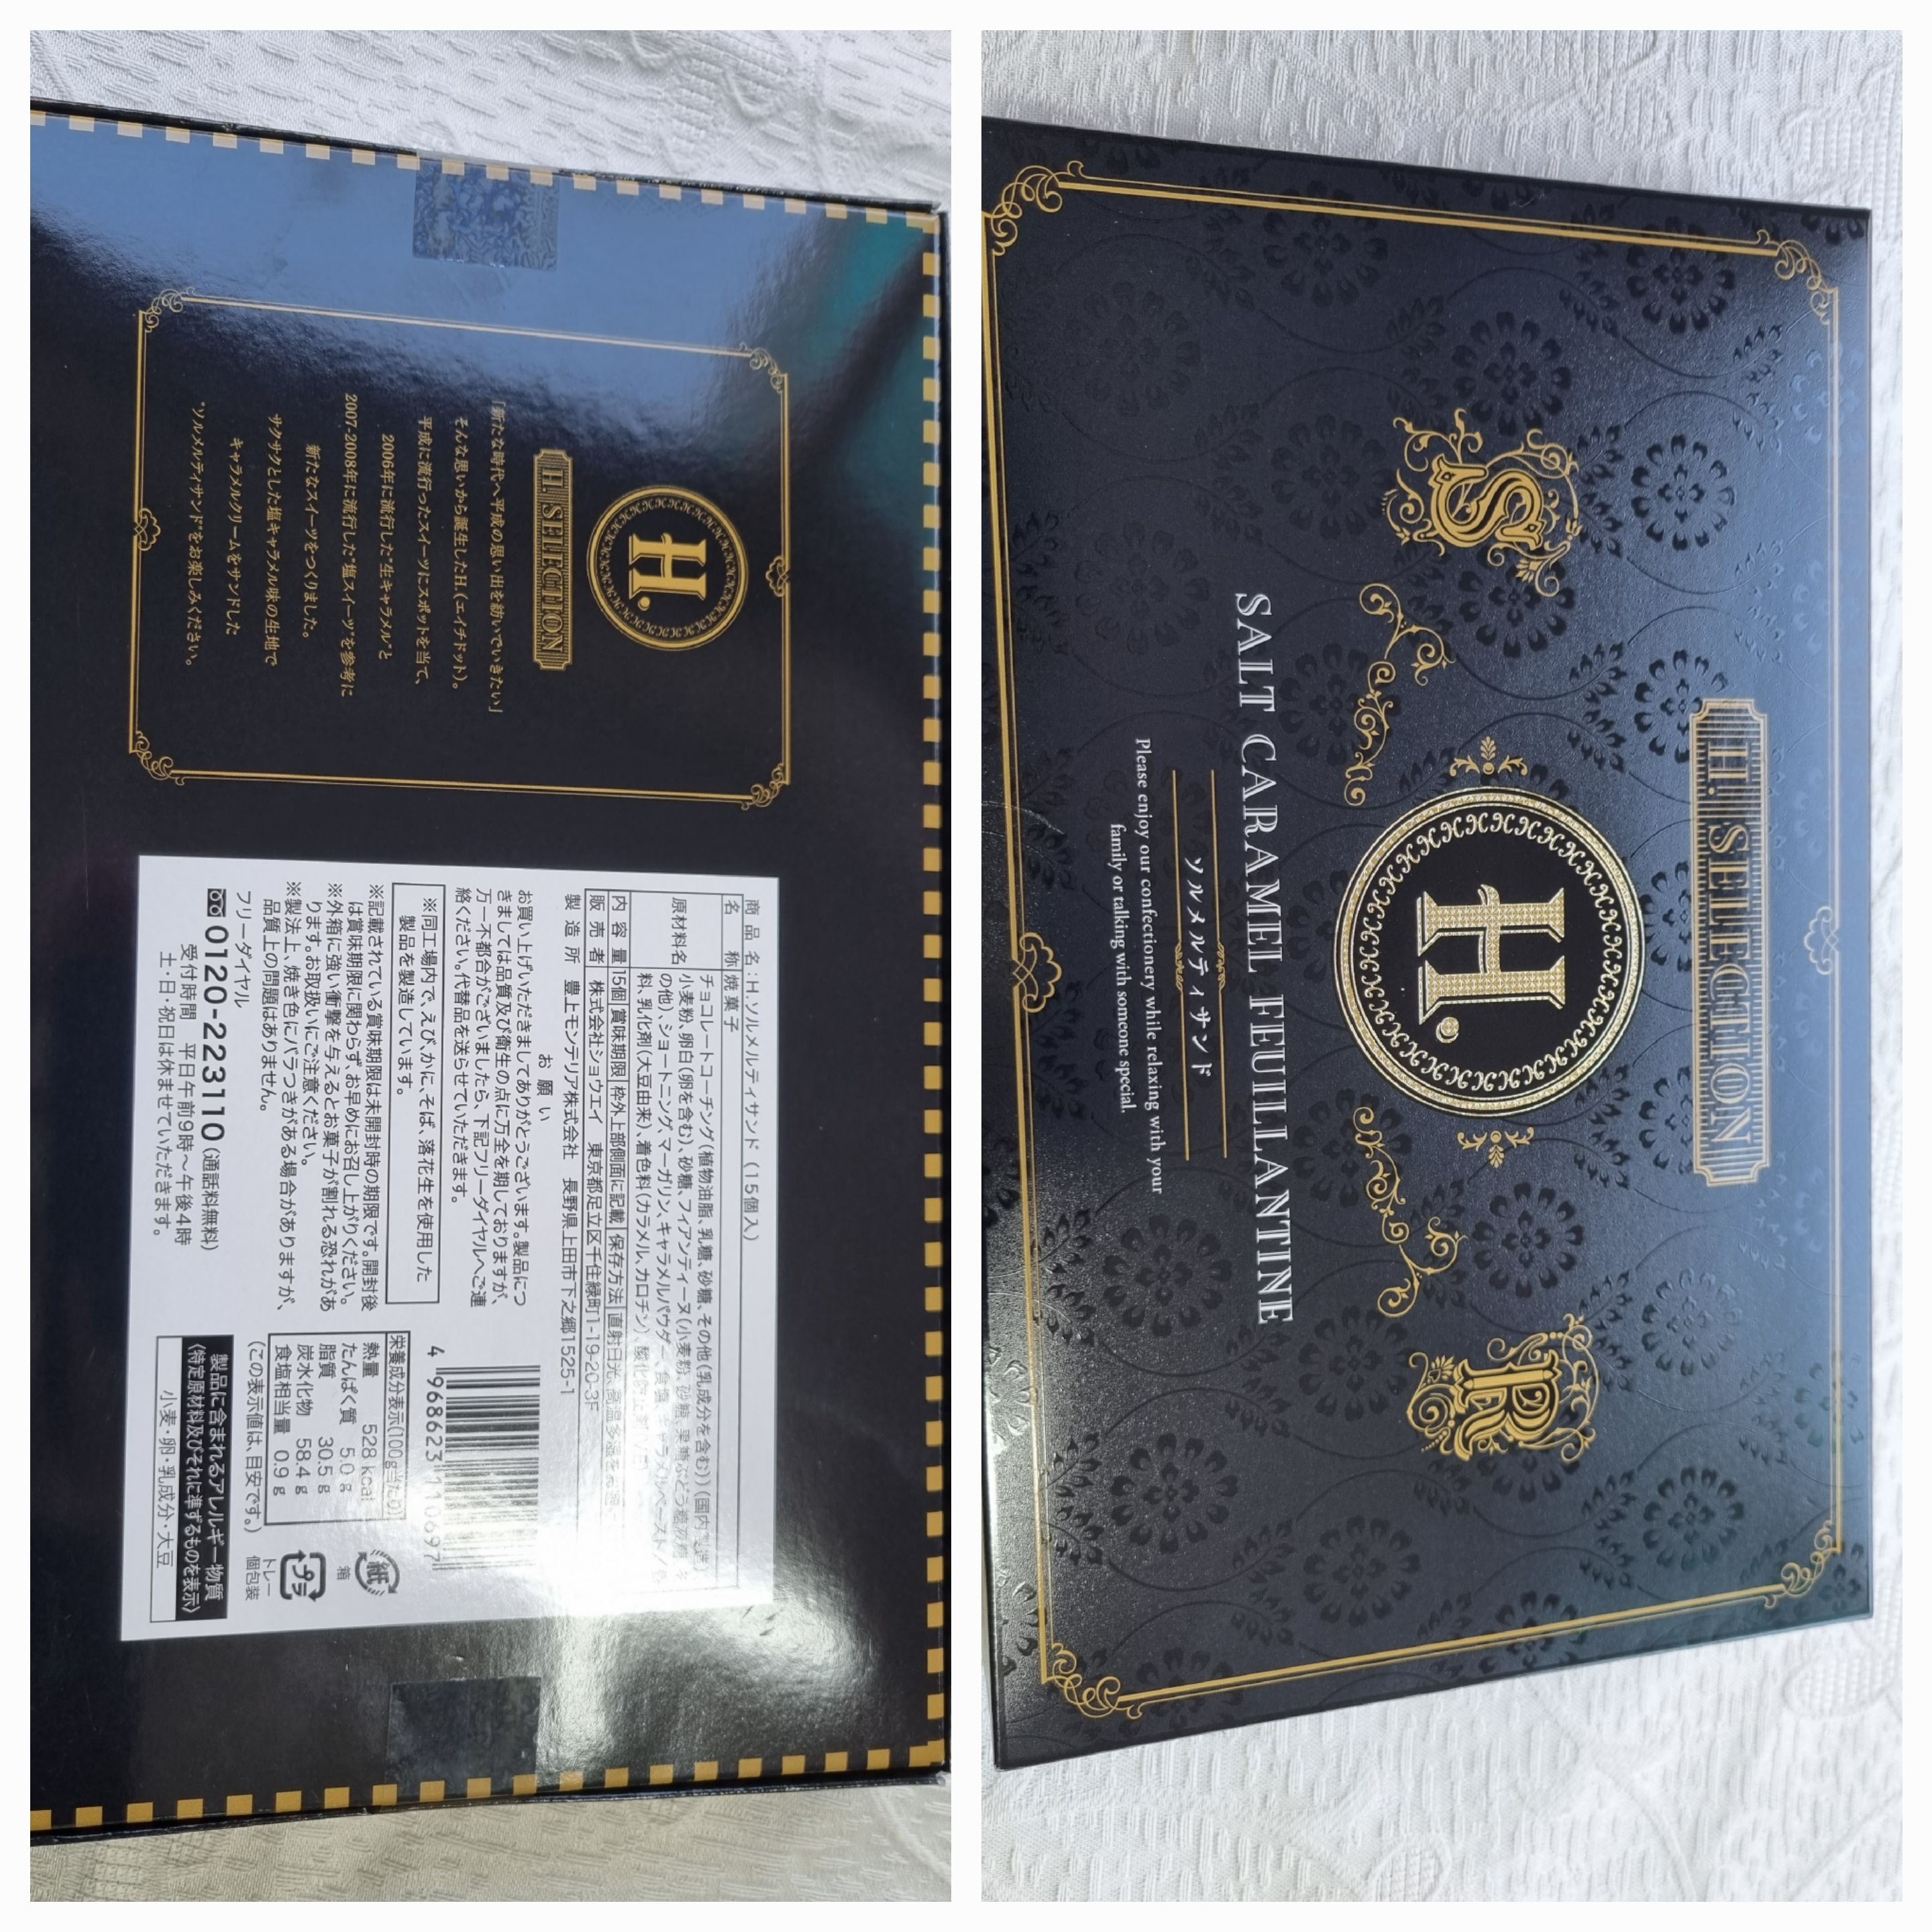 H.
H. SELECTION
「新たな時代へ平成の思い出を紡いでいきたい」
そんな思いから誕生したH.(エイチドット)。
平成に流行ったスイーツにスポットを当て、
2006年に流行した"生キャラメル"と
2007-2008年に流行した"塩スイーツ"を参考に
新たなスイーツをつくりました。
サクサクとした塩キャラメル味の生地で
キャラメルクリームをサンドした
"ソルメルティサンド"をお楽しみください。
商品名:H.ソルメルティサンド(15個入)
名称 焼菓子
原材料名 チョコレートコーチング(植物油脂、乳糖、砂糖、その他(乳成分を含む))(国内製造)、
小麦粉、卵白(卵を含む)、砂糖、フィアンティーヌ(小麦粉、砂糖、
の他)、ショートニング、マーガリン、キャラメルパウダー、食塩、キャラメルペースト/
料、乳化剤(大豆由来)、着色料(カラメル、カロチン)、
内容量 15個 賞味期限 枠外上部側面に記載 保存方法 直射日光、高温多湿を
販売者 株式会社ショウエイ 東京都足立区千住緑町1-19-20-3F
製造所 豊上モンテリア株式会社 長野県上田市下之郷1525-1
お願い
お買い上げいただきましてありがとうございます。製品につ
きましては品質及び衛生の点に万全を期しておりますが、
万一不都合がございましたら、下記フリーダイヤルへご連
絡ください。代替品を送らせていただきます。
※同工場内で、えび、かに、そば、落花生を使用した
製品を製造しています。
※記載されている賞味期限は未開封時の期限です。開封後
は賞味期限に関わらず、お早めにお召し上がりください。
※外箱に強い衝撃を与えるとお菓子が割れる恐れがあ
ります。お取扱いにご注意ください。
※製法上、焼き色にバラつきがある場合がありますが、
品質上の問題はありません。
フリーダイヤル
0120-223110(通話料無料)
受付時間 平日午前9時~午後4時
土・日・祝日は休ませていただきます。
4 968623 110697
栄養成分表示(100g当たり)
熱量 528 kcal
たんぱく質 5.0 g
脂質 30.5 g
炭水化物 58.4 g
食塩相当量 0.9 g
(この表示値は、目安です。)
紙
箱
プラ
トレー
個包装
製品に含まれるアレルギー物質
(特定原材料及びそれに準ずるものを表示)
小麦・卵・乳成分・大豆
H. SELECTION
S
H.
R
SALT CARAMEL FEUILLANTINE
ソルメルティサンド
Please enjoy our confectionery while relaxing with your
family or talking with someone special.